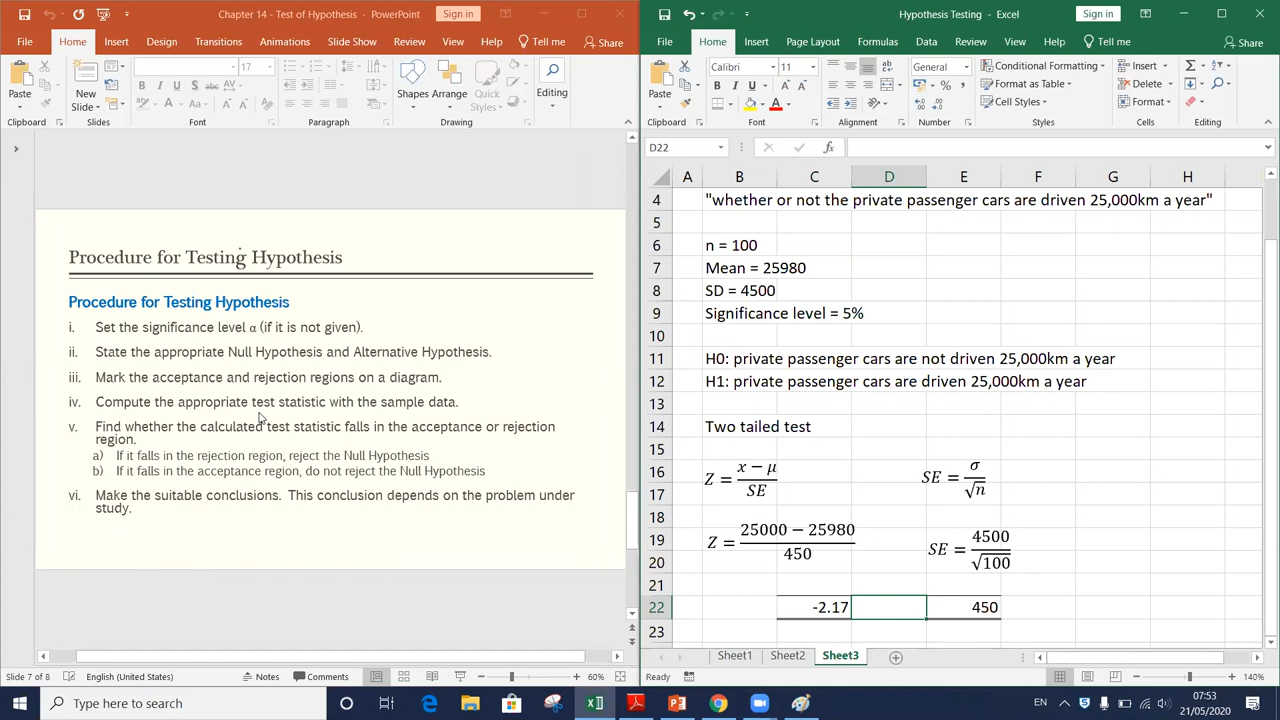 Chapter 14 - Test of Hypothesis - PowerPoint
Sign in
File Home Insert Design Transitions Animations Slide Show Review View Help Tell me Share
17
Paste
New Slide
Shapes Arrange Quick Styles
Editing
Clipboard Slides Font Paragraph Drawing
Procedure for Testing Hypothesis
Procedure for Testing Hypothesis
i. Set the significance level α (if it is not given).
ii. State the appropriate Null Hypothesis and Alternative Hypothesis.
iii. Mark the acceptance and rejection regions on a diagram.
iv. Compute the appropriate test statistic with the sample data.
v. Find whether the calculated test statistic falls in the acceptance or rejection
region.
a) If it falls in the rejection region, reject the Null Hypothesis
b) If it falls in the acceptance region, do not reject the Null Hypothesis
vi. Make the suitable conclusions. This conclusion depends on the problem under
study.
Slide 7 of 8 English (United States) Notes Comments 60%
Hypothesis Testing - Excel
Sign in
File Home Insert Page Layout Formulas Data Review View Help Tell me Share
Calibri 11 General
Paste
Conditional Formatting
Format as Table
Cell Styles
Insert
Delete
Format
Clipboard Font Alignment Number Styles Cells Editing
D22 fx
A B C D E F G H
4 "whether or not the private passenger cars are driven 25,000km a year"
5
6 n = 100
7 Mean = 25980
8 SD = 4500
9 Significance level = 5%
10
11 H0: private passenger cars are not driven 25,000km a year
12 H1: private passenger cars are driven 25,000km a year
13
14 Two tailed test
15
16 Z = (x − μ) / SE SE = σ / √n
17
18
19 Z = (25000 − 25980) / 450 SE = 4500 / √100
20
21
22 -2.17 450
23
Sheet1 Sheet2 Sheet3
Ready 140%
Type here to search
07:53
21/05/2020